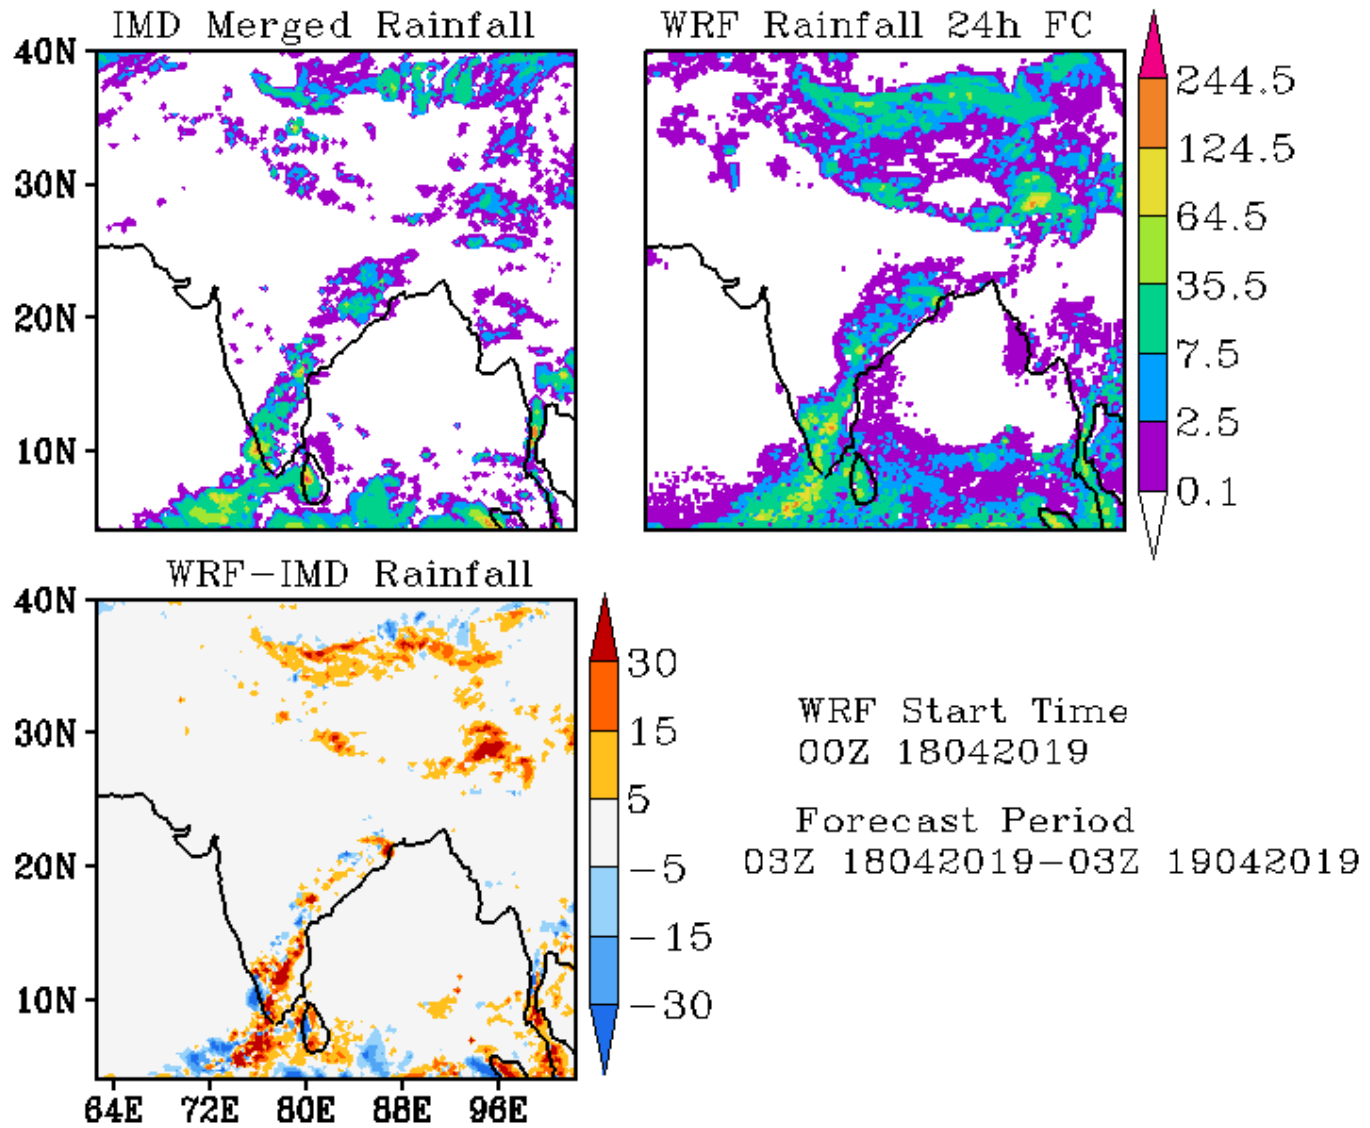 IMD Merged Rainfall
WRF Rainfall 24h FC
40N
30N
20N
10N
244.5
124.5
64.5
35.5
7.5
2.5
0.1
WRF-IMD Rainfall
40N
30N
20N
10N
64E 72E 80E 88E 96E
30
15
5
-5
-15
-30
WRF Start Time
00Z 18042019
Forecast Period
03Z 18042019-03Z 19042019